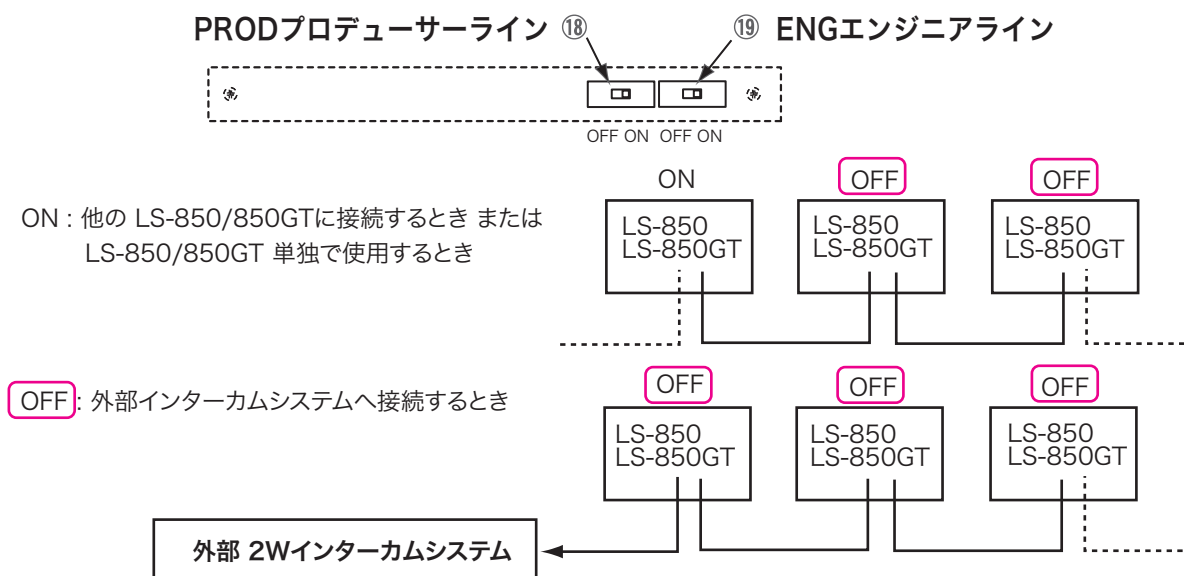 PRODプロデューサーライン ⑱
⑲ ENGエンジニアライン
OFF ON OFF ON
ON OFF OFF
ON : 他の LS-850/850GTに接続するとき または
LS-850/850GT 単独で使用するとき
LS-850
LS-850GT
LS-850
LS-850GT
LS-850
LS-850GT
OFF OFF OFF
OFF : 外部インターカムシステムへ接続するとき
LS-850
LS-850GT
LS-850
LS-850GT
LS-850
LS-850GT
外部 2Wインターカムシステム